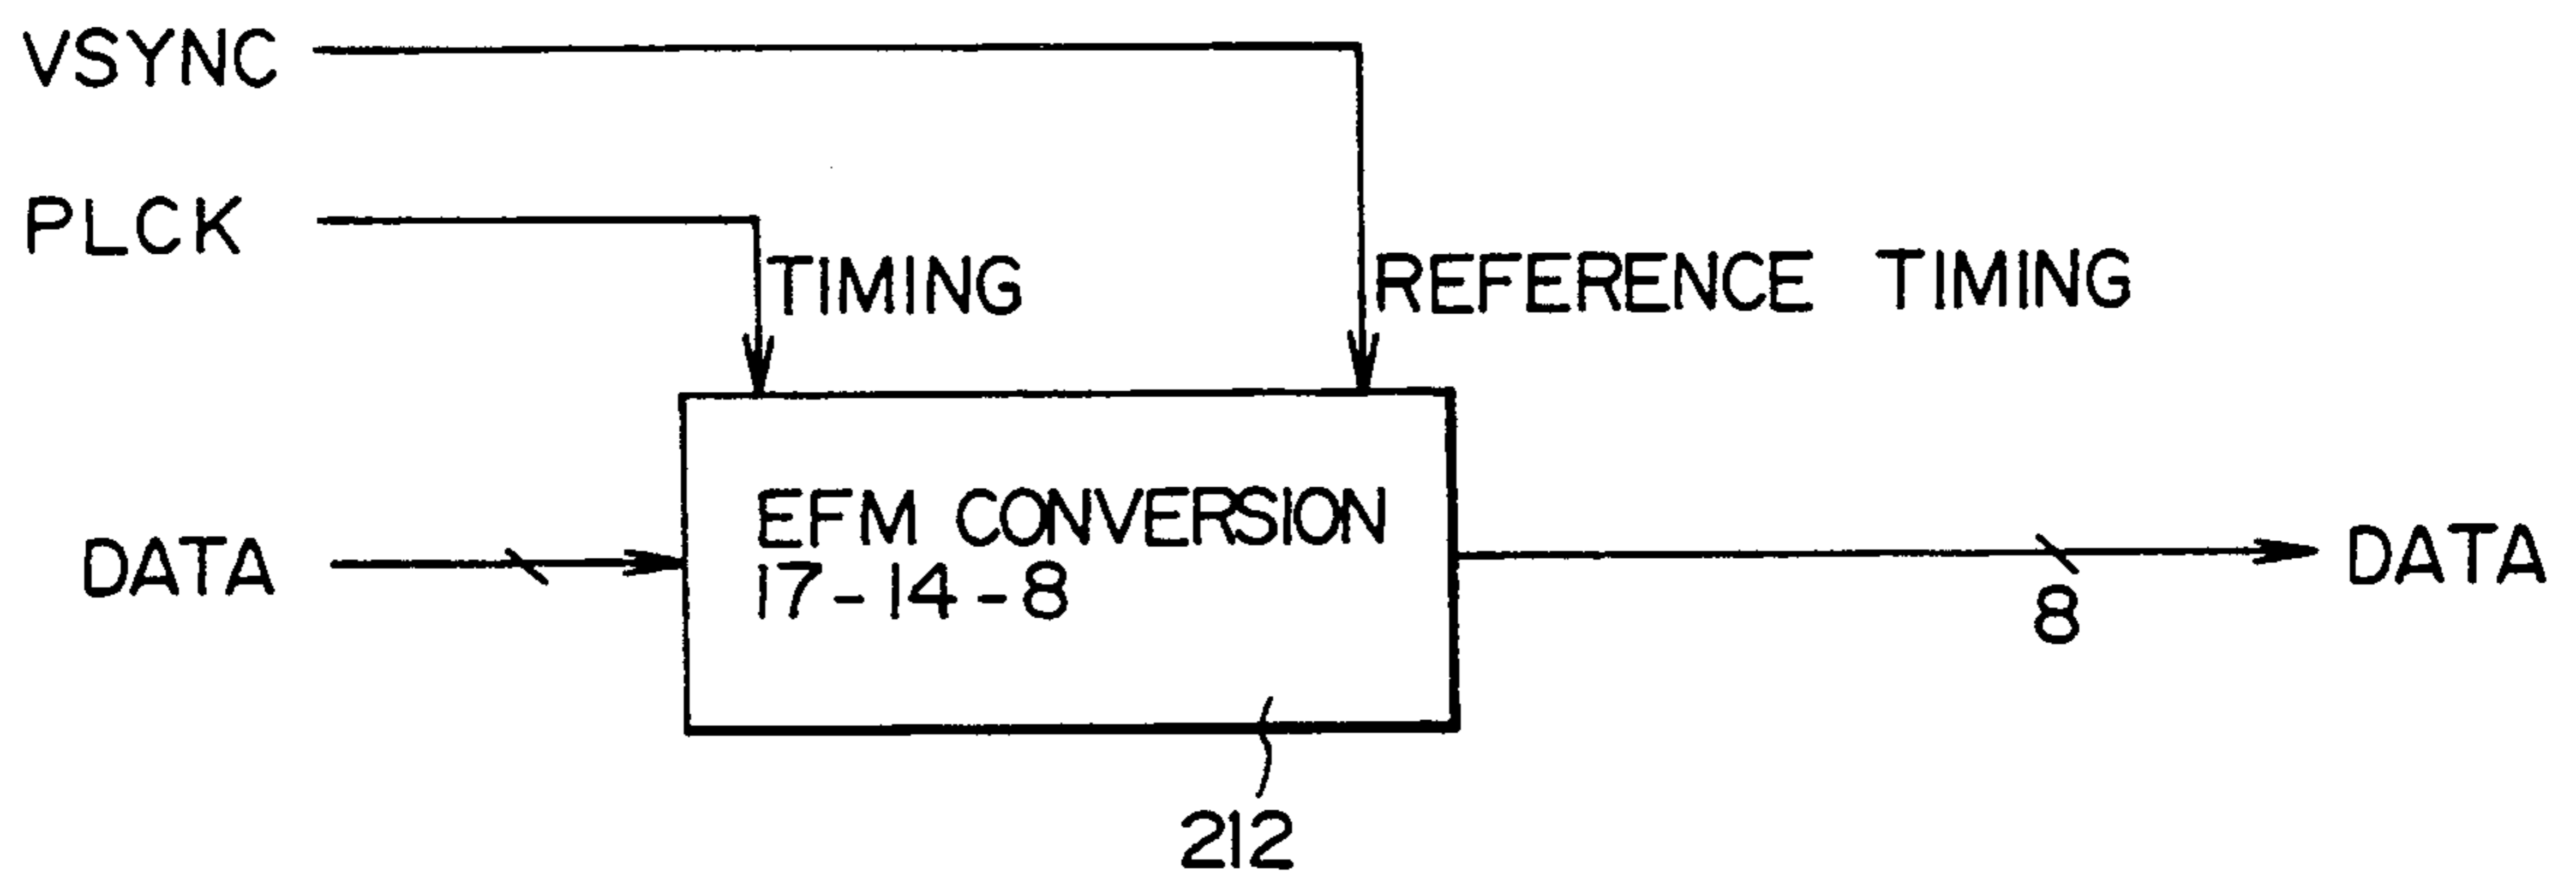 VSYNC
PLCK
TIMING
REFERENCE TIMING
DATA
EFM CONVERSION
17-14-8
DATA
8
212